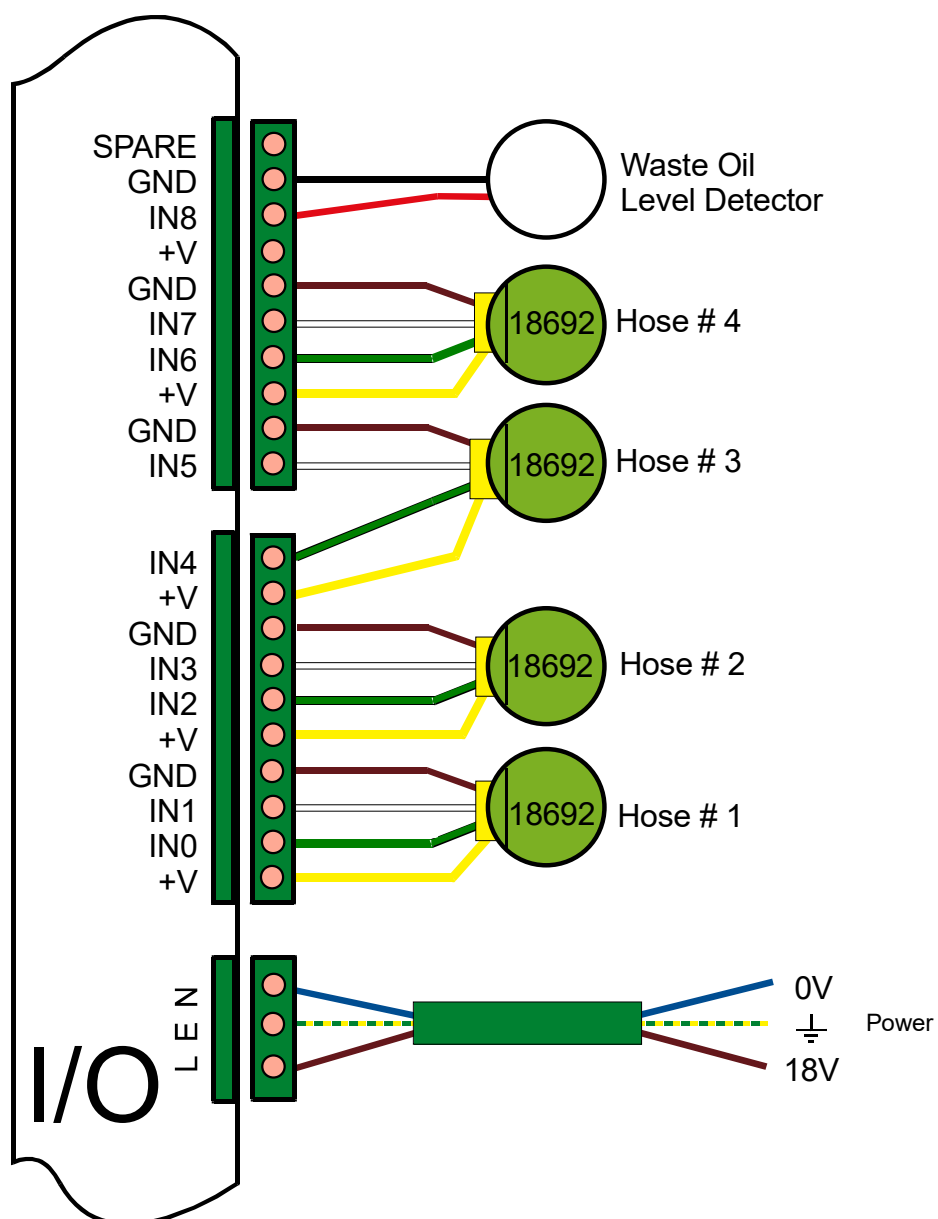 SPARE
GND
IN8
+V
GND
IN7
IN6
+V
GND
IN5
IN4
+V
GND
IN3
IN2
+V
GND
IN1
IN0
+V
Waste Oil
Level Detector
18692
Hose # 4
18692
Hose # 3
18692
Hose # 2
18692
Hose # 1
L E N
I/O
0V
Power
18V